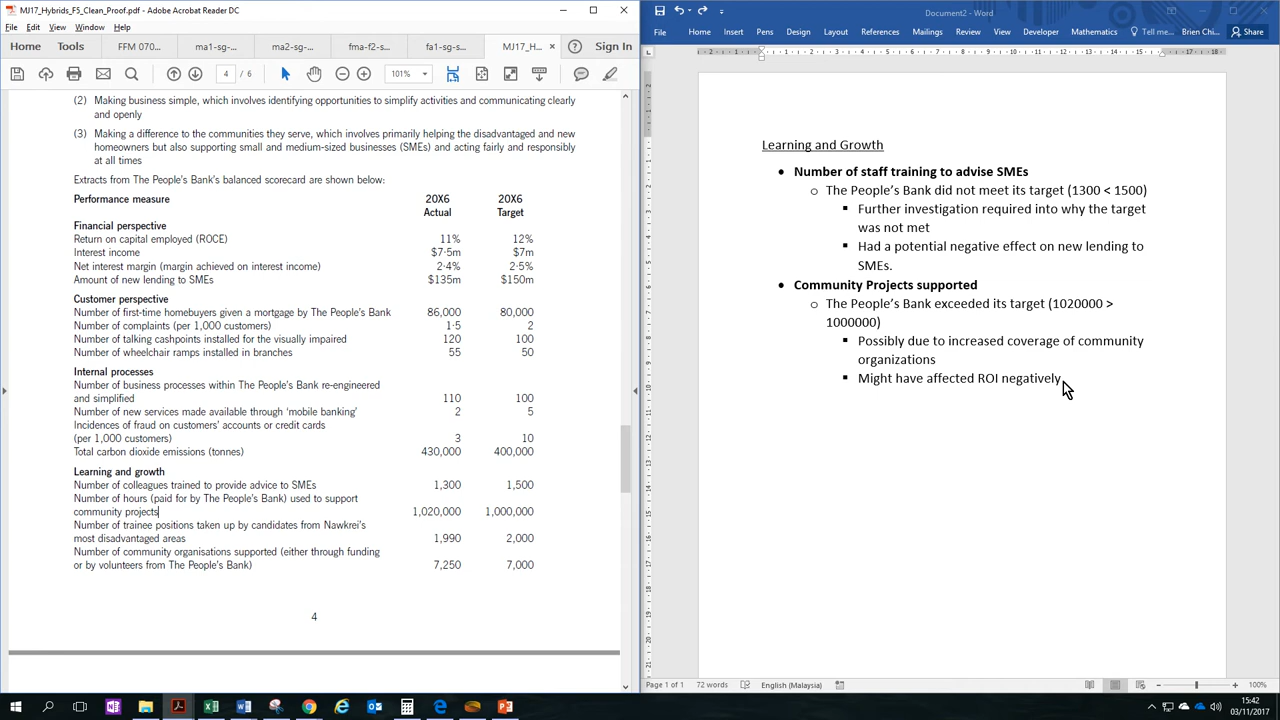 MJ17_Hybrids_F5_Clean_Proof.pdf - Adobe Acrobat Reader DC
File Edit View Window Help
Home Tools FFM 070... ma1-sg-... ma2-sg-... fma-f2-s... fa1-sg-s... MJ17_H... Sign In
4 / 6 101%
(2) Making business simple, which involves identifying opportunities to simplify activities and communicating clearly
and openly
(3) Making a difference to the communities they serve, which involves primarily helping the disadvantaged and new
homeowners but also supporting small and medium-sized businesses (SMEs) and acting fairly and responsibly
at all times
Extracts from The People's Bank's balanced scorecard are shown below:
Performance measure 20X6 20X6
Actual Target
Financial perspective
Return on capital employed (ROCE) 11% 12%
Interest income $7·5m $7m
Net interest margin (margin achieved on interest income) 2·4% 2·5%
Amount of new lending to SMEs $135m $150m
Customer perspective
Number of first-time homebuyers given a mortgage by The People's Bank 86,000 80,000
Number of complaints (per 1,000 customers) 1·5 2
Number of talking cashpoints installed for the visually impaired 120 100
Number of wheelchair ramps installed in branches 55 50
Internal processes
Number of business processes within The People's Bank re-engineered
and simplified 110 100
Number of new services made available through 'mobile banking' 2 5
Incidences of fraud on customers' accounts or credit cards
(per 1,000 customers) 3 10
Total carbon dioxide emissions (tonnes) 430,000 400,000
Learning and growth
Number of colleagues trained to provide advice to SMEs 1,300 1,500
Number of hours (paid for by The People's Bank) used to support
community projects 1,020,000 1,000,000
Number of trainee positions taken up by candidates from Nawkrei's
most disadvantaged areas 1,990 2,000
Number of community organisations supported (either through funding
or by volunteers from The People's Bank) 7,250 7,000
4
Document2 - Word
File Home Insert Pens Design Layout References Mailings Review View Developer Mathematics Tell me... Brien Chi... Share
Learning and Growth
• Number of staff training to advise SMEs
o The People's Bank did not meet its target (1300 < 1500)
▪ Further investigation required into why the target
was not met
▪ Had a potential negative effect on new lending to
SMEs.
• Community Projects supported
o The People's Bank exceeded its target (1020000 >
1000000)
▪ Possibly due to increased coverage of community
organizations
▪ Might have affected ROI negatively
Page 1 of 1 72 words English (Malaysia) 100%
15:42
03/11/2017